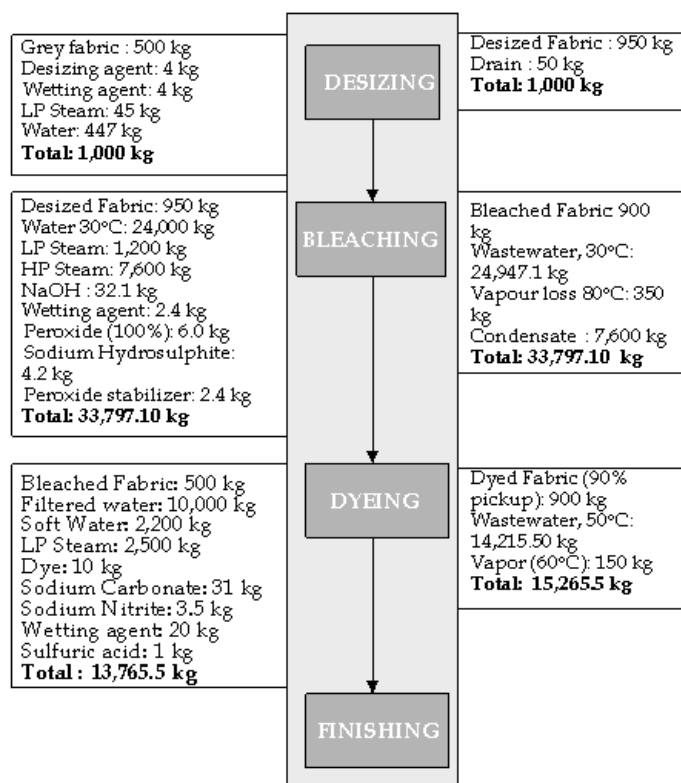 Grey fabric : 500 kg
Desizing agent: 4 kg
Wetting agent: 4 kg
LP Steam: 45 kg
Water: 447 kg
Total: 1,000 kg
DESIZING
Desized Fabric : 950 kg
Drain : 50 kg
Total: 1,000 kg
Desized Fabric: 950 kg
Water 30°C: 24,000 kg
LP Steam: 1,200 kg
HP Steam: 7,600 kg
NaOH : 32.1 kg
Wetting agent: 2.4 kg
Peroxide (100%): 6.0 kg
Sodium Hydrosulphite:
4.2 kg
Peroxide stabilizer: 2.4 kg
Total: 33,797.10 kg
BLEACHING
Bleached Fabric: 900
kg
Wastewater, 30°C:
24,947.1 kg
Vapour loss 80°C: 350
kg
Condensate : 7,600 kg
Total: 33,797.10 kg
Bleached Fabric: 500 kg
Filtered water: 10,000 kg
Soft Water: 2,200 kg
LP Steam: 2,500 kg
Dye: 10 kg
Sodium Carbonate: 31 kg
Sodium Nitrite: 3.5 kg
Wetting agent: 20 kg
Sulfuric acid: 1 kg
Total : 13,765.5 kg
DYEING
Dyed Fabric (90%
pickup): 900 kg
Wastewater, 50°C:
14,215.50 kg
Vapor (60°C): 150 kg
Total: 15,265.5 kg
FINISHING